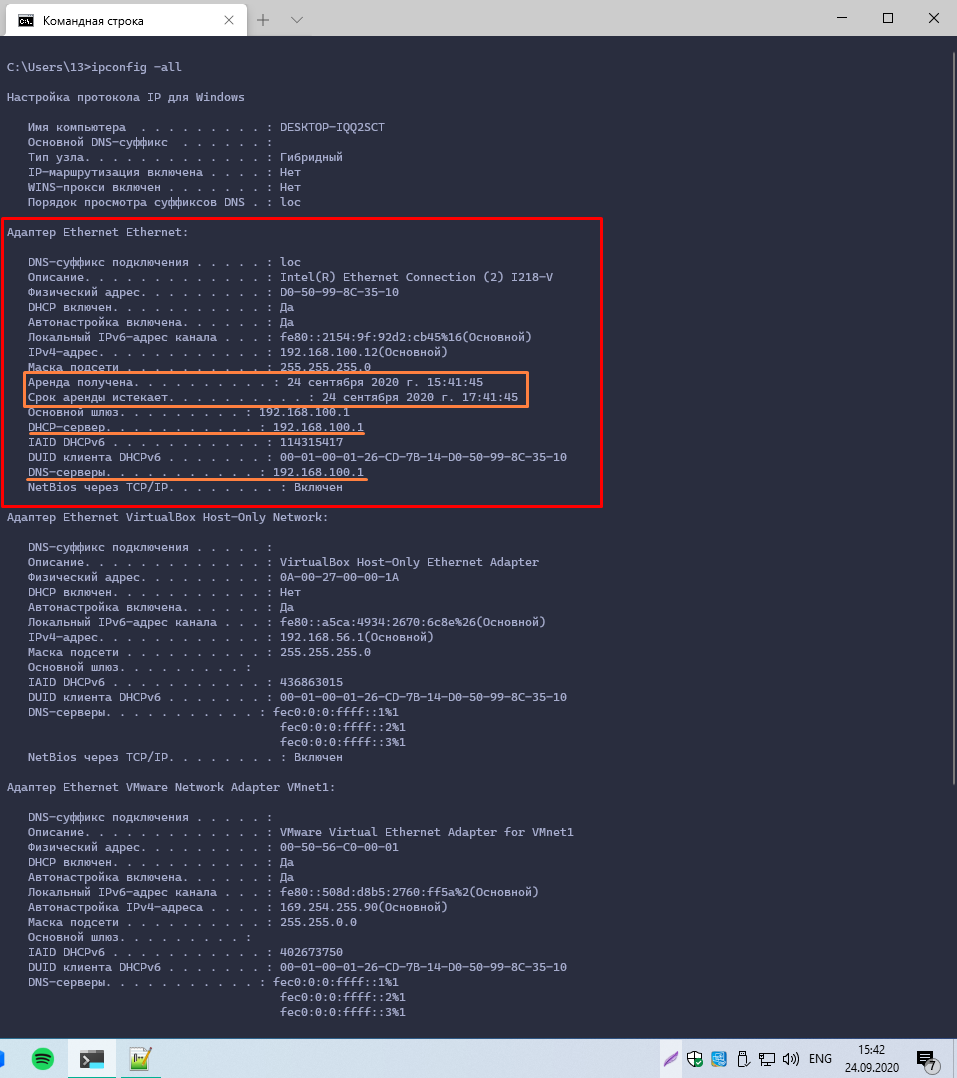 Командная строка
C:\Users\13>ipconfig -all
Настройка протокола IP для Windows
Имя компьютера . . . . . . . . . : DESKTOP-IQQ2SCT
Основной DNS-суффикс . . . . . . :
Тип узла. . . . . . . . . . . . . : Гибридный
IP-маршрутизация включена . . . . : Нет
WINS-прокси включен . . . . . . . : Нет
Порядок просмотра суффиксов DNS . : loc
Адаптер Ethernet Ethernet:
DNS-суффикс подключения . . . . . : loc
Описание. . . . . . . . . . . . . : Intel(R) Ethernet Connection (2) I218-V
Физический адрес. . . . . . . . . : D0-50-99-8C-35-10
DHCP включен. . . . . . . . . . . : Да
Автонастройка включена. . . . . . : Да
Локальный IPv6-адрес канала . . . : fe80::2154:9f:92d2:cb45%16(Основной)
IPv4-адрес. . . . . . . . . . . . : 192.168.100.12(Основной)
Маска подсети . . . . . . . . . . : 255.255.255.0
Аренда получена. . . . . . . . . . : 24 сентября 2020 г. 15:41:45
Срок аренды истекает. . . . . . . . . . : 24 сентября 2020 г. 17:41:45
Основной шлюз. . . . . . . . . : 192.168.100.1
DHCP-сервер. . . . . . . . . . . : 192.168.100.1
IAID DHCPv6 . . . . . . . . . . . : 114315417
DUID клиента DHCPv6 . . . . . . . : 00-01-00-01-26-CD-7B-14-D0-50-99-8C-35-10
DNS-серверы. . . . . . . . . . . : 192.168.100.1
NetBios через TCP/IP. . . . . . . . : Включен
Адаптер Ethernet VirtualBox Host-Only Network:
DNS-суффикс подключения . . . . . :
Описание. . . . . . . . . . . . . : VirtualBox Host-Only Ethernet Adapter
Физический адрес. . . . . . . . . : 0A-00-27-00-00-1A
DHCP включен. . . . . . . . . . . : Нет
Автонастройка включена. . . . . . : Да
Локальный IPv6-адрес канала . . . : fe80::a5ca:4934:2670:6c8e%26(Основной)
IPv4-адрес. . . . . . . . . . . . : 192.168.56.1(Основной)
Маска подсети . . . . . . . . . . : 255.255.255.0
Основной шлюз. . . . . . . . . :
IAID DHCPv6 . . . . . . . . . . . : 436863015
DUID клиента DHCPv6 . . . . . . . : 00-01-00-01-26-CD-7B-14-D0-50-99-8C-35-10
DNS-серверы. . . . . . . . . . . : fec0:0:0:ffff::1%1
fec0:0:0:ffff::2%1
fec0:0:0:ffff::3%1
NetBios через TCP/IP. . . . . . . . : Включен
Адаптер Ethernet VMware Network Adapter VMnet1:
DNS-суффикс подключения . . . . . :
Описание. . . . . . . . . . . . . : VMware Virtual Ethernet Adapter for VMnet1
Физический адрес. . . . . . . . . : 00-50-56-C0-00-01
DHCP включен. . . . . . . . . . . : Да
Автонастройка включена. . . . . . : Да
Локальный IPv6-адрес канала . . . : fe80::508d:d8b5:2760:ff5a%2(Основной)
Автонастройка IPv4-адреса . . . . : 169.254.255.90(Основной)
Маска подсети . . . . . . . . . . : 255.255.0.0
Основной шлюз. . . . . . . . . :
IAID DHCPv6 . . . . . . . . . . . : 402673750
DUID клиента DHCPv6 . . . . . . . : 00-01-00-01-26-CD-7B-14-D0-50-99-8C-35-10
DNS-серверы. . . . . . . . . . . : fec0:0:0:ffff::1%1
fec0:0:0:ffff::2%1
fec0:0:0:ffff::3%1
ENG
15:42
24.09.2020
7